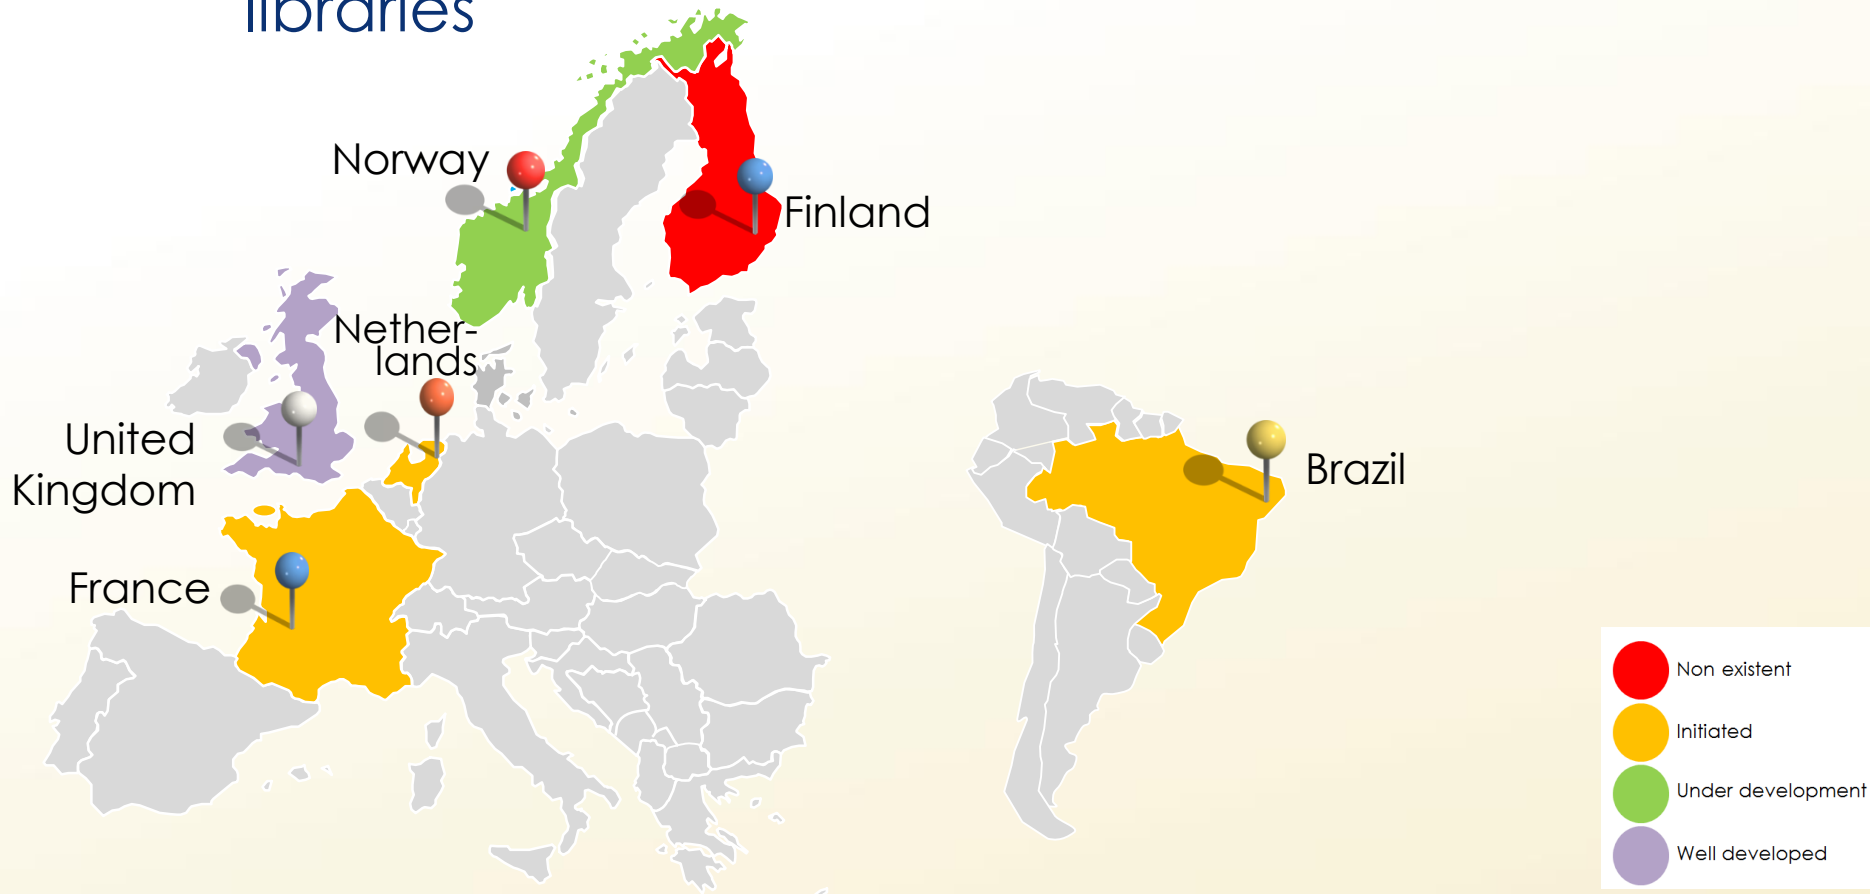 libraries
Norway
Finland
Nether-
lands
United
Kingdom
France
Brazil
Non existent
Initiated
Under development
Well developed